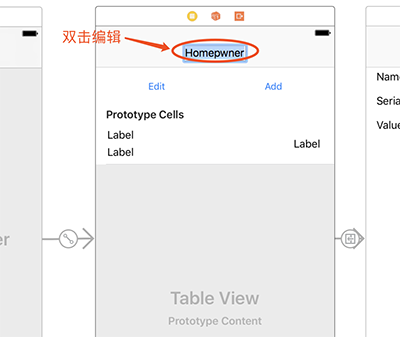 双击编辑
Homepwner
Edit
Add
Prototype Cells
Label
Label
Label
Name
Seria
Value
er
Table View
Prototype Content